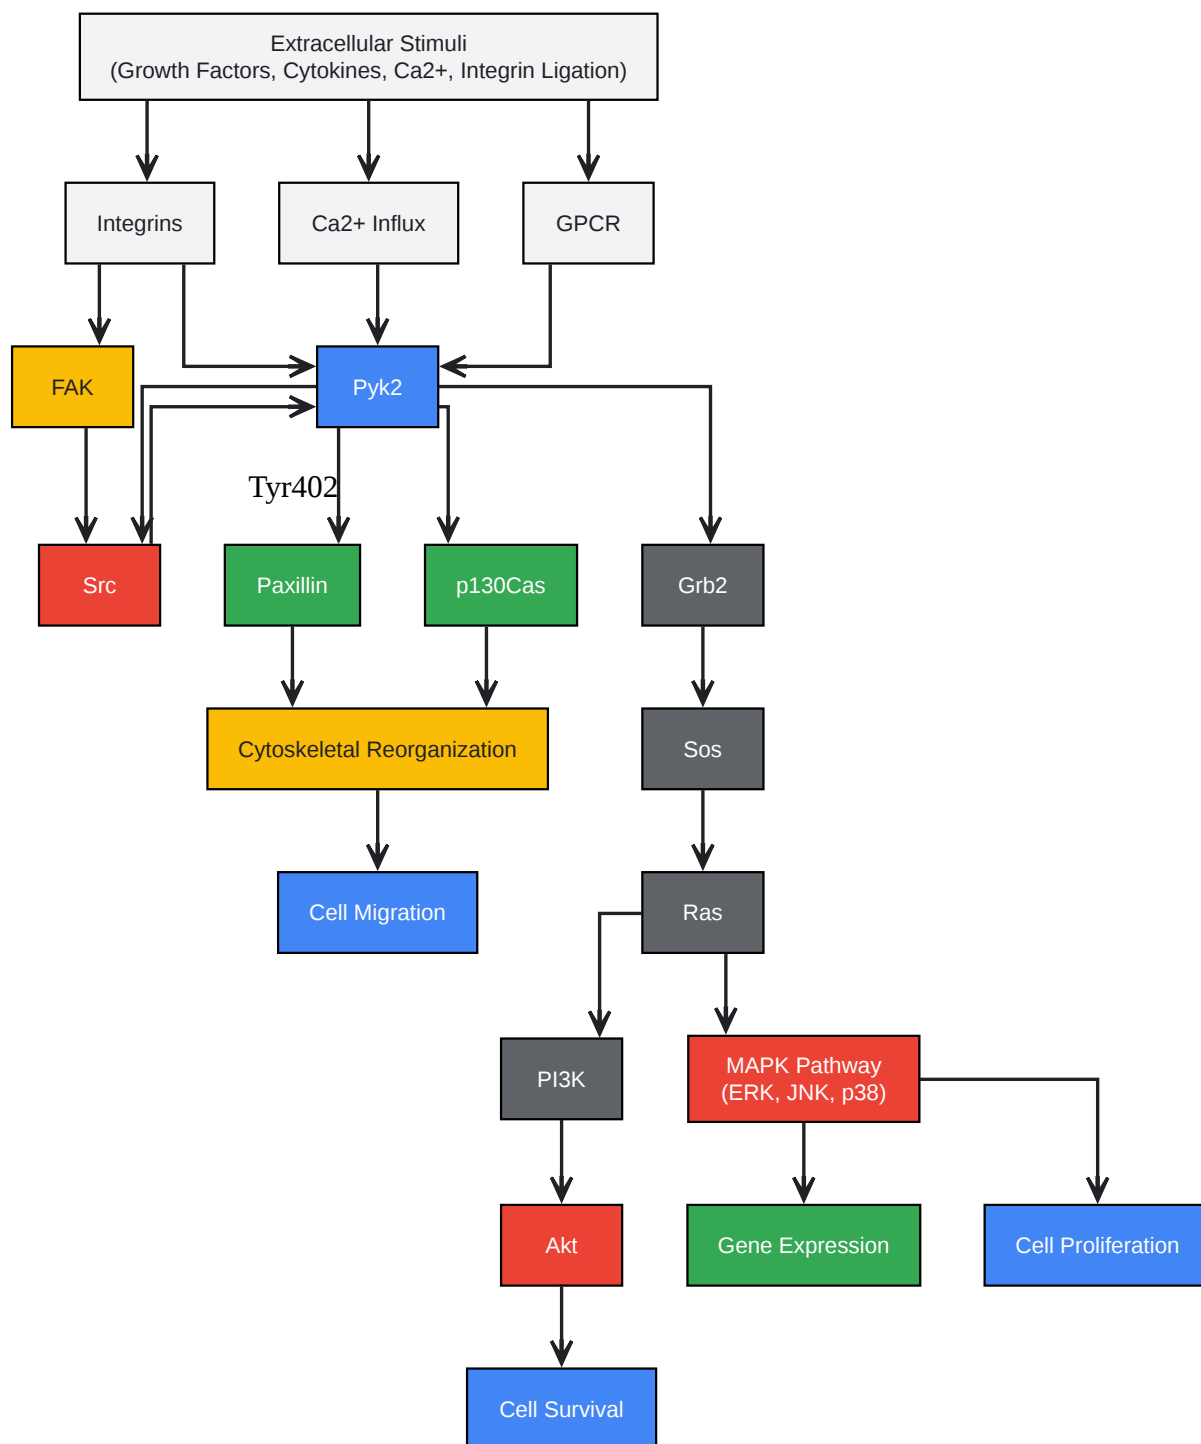 Extracellular Stimuli
(Growth Factors, Cytokines, Ca2+, Integrin Ligation)
Integrins
Ca2+ Influx
GPCR
FAK
Pyk2
Tyr402
Src
Paxillin
p130Cas
Grb2
Cytoskeletal Reorganization
Sos
Cell Migration
Ras
PI3K
MAPK Pathway
(ERK, JNK, p38)
Akt
Gene Expression
Cell Proliferation
Cell Survival